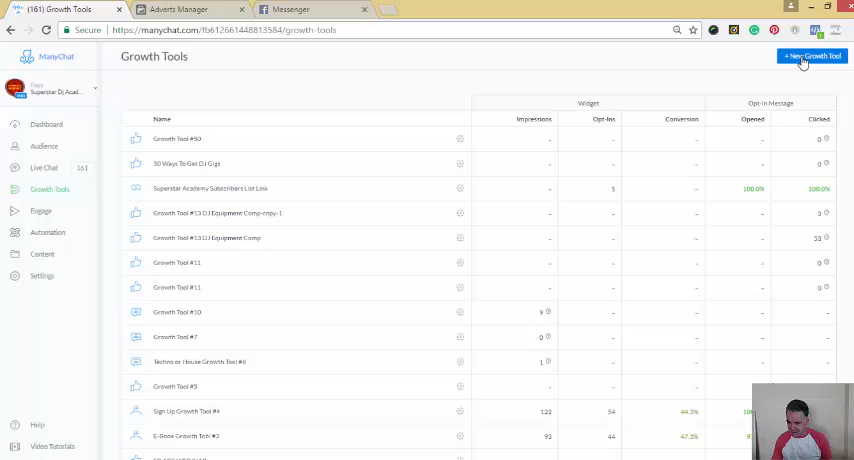 (161) Growth Tools
Adverts Manager
Messenger
Secure
https://manychat.com/fb612661448813584/growth-tools
ManyChat
Growth Tools
+ New Growth Tool
Superstar Dj Acad...
Widget
Opt-In Message
Name
Impressions
Opt-Ins
Conversion
Opened
Clicked
Dashboard
Audience
Live Chat 161
Growth Tools
Engage
Automation
Content
Settings
Help
Video Tutorials
Growth Tool #50 - - - - 0
50 Ways To Get DJ Gigs - - - - 0
Superstar Academy Subscribers List Link - 5 - 100.0% 100.0%
Growth Tool #13 DJ Equipment Comp-copy-1 - - - - 3
Growth Tool #13 DJ Equipment Comp - - - - 53
Growth Tool #11 - - - - 0
Growth Tool #11 - - - - 0
Growth Tool #10 9 - - - -
Growth Tool #7 0 - - - -
Techno or House Growth Tool #6 1 - - - -
Growth Tool #5 - - - -
Sign Up Growth Tool #4 122 54 44.3%
E-Book Growth Tool #2 93 44 47.3%